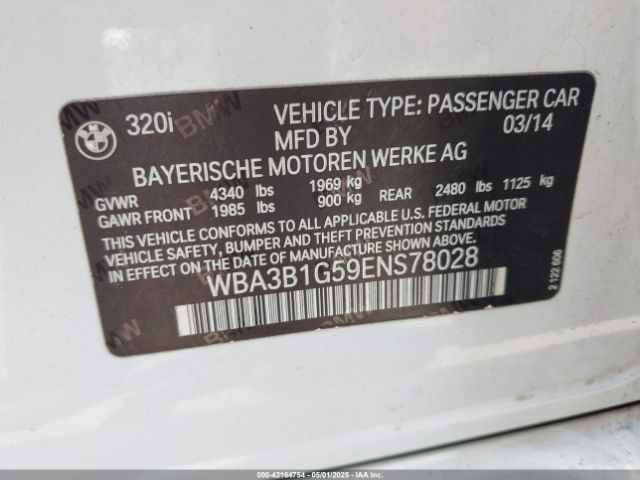 BMW
320i VEHICLE TYPE: PASSENGER CAR
MFD BY 03/14
BAYERISCHE MOTOREN WERKE AG
GVWR 4340 lbs 1969 kg
GAWR FRONT 1985 lbs 900 kg REAR 2480 lbs 1125 kg
THIS VEHICLE CONFORMS TO ALL APPLICABLE U.S. FEDERAL MOTOR
VEHICLE SAFETY, BUMPER AND THEFT PREVENTION STANDARDS
IN EFFECT ON THE DATE OF MANUFACTURE SHOWN ABOVE.
WBA3B1G59ENS78028
2 122 606
000-42164754 - 05/01/2025 - IAA Inc.